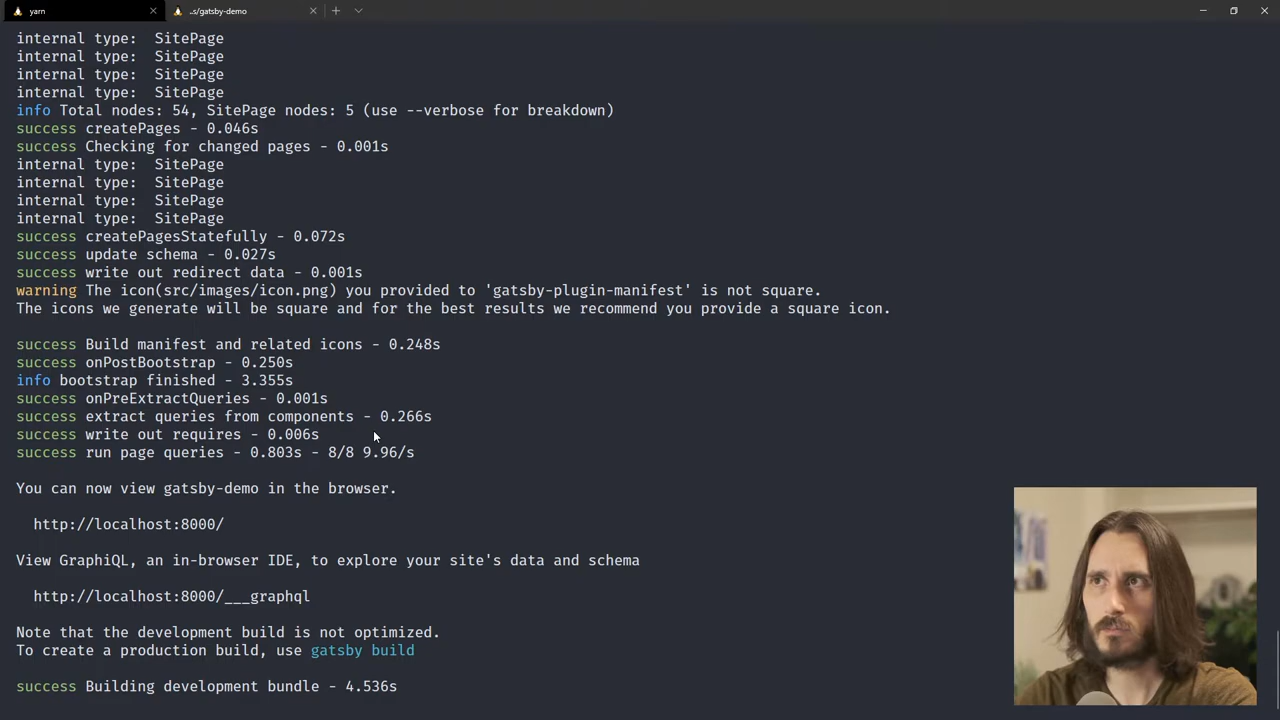 yarn
..s/gatsby-demo
internal type:  SitePage
internal type:  SitePage
internal type:  SitePage
internal type:  SitePage
info Total nodes: 54, SitePage nodes: 5 (use --verbose for breakdown)
success createPages - 0.046s
success Checking for changed pages - 0.001s
internal type:  SitePage
internal type:  SitePage
internal type:  SitePage
internal type:  SitePage
success createPagesStatefully - 0.072s
success update schema - 0.027s
success write out redirect data - 0.001s
warning The icon(src/images/icon.png) you provided to 'gatsby-plugin-manifest' is not square.
The icons we generate will be square and for the best results we recommend you provide a square icon.
success Build manifest and related icons - 0.248s
success onPostBootstrap - 0.250s
info bootstrap finished - 3.355s
success onPreExtractQueries - 0.001s
success extract queries from components - 0.266s
success write out requires - 0.006s
success run page queries - 0.803s - 8/8 9.96/s
You can now view gatsby-demo in the browser.
http://localhost:8000/
View GraphiQL, an in-browser IDE, to explore your site's data and schema
http://localhost:8000/___graphql
Note that the development build is not optimized.
To create a production build, use gatsby build
success Building development bundle - 4.536s